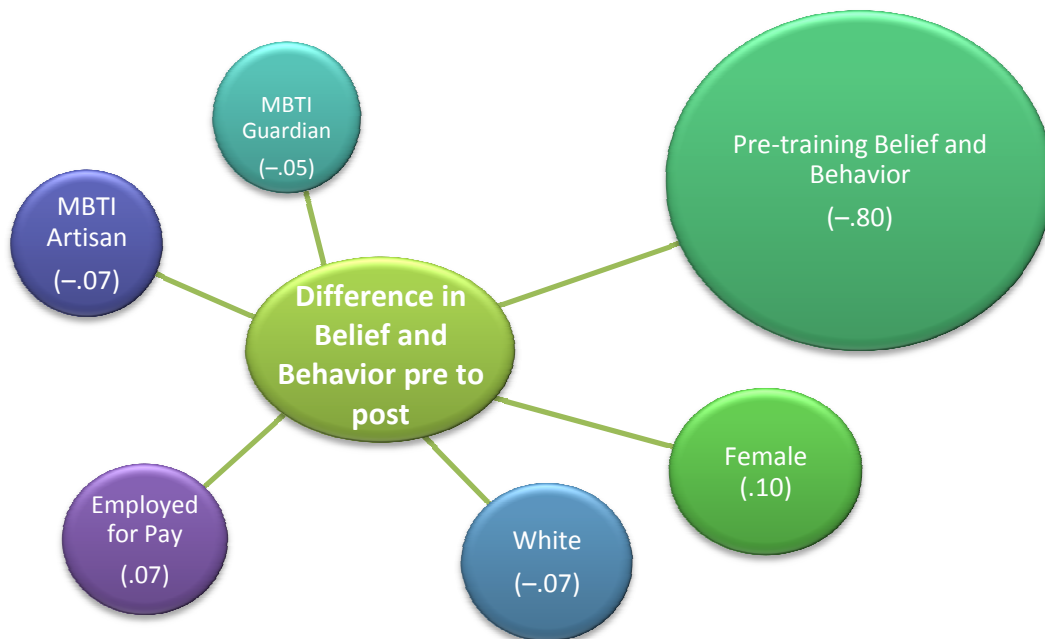 MBTI
Guardian
(–.05)
Pre-training Belief and
Behavior
(–.80)
MBTI
Artisan
(–.07)
Difference in
Belief and
Behavior pre to
post
Female
(.10)
Employed
for Pay
(.07)
White
(–.07)